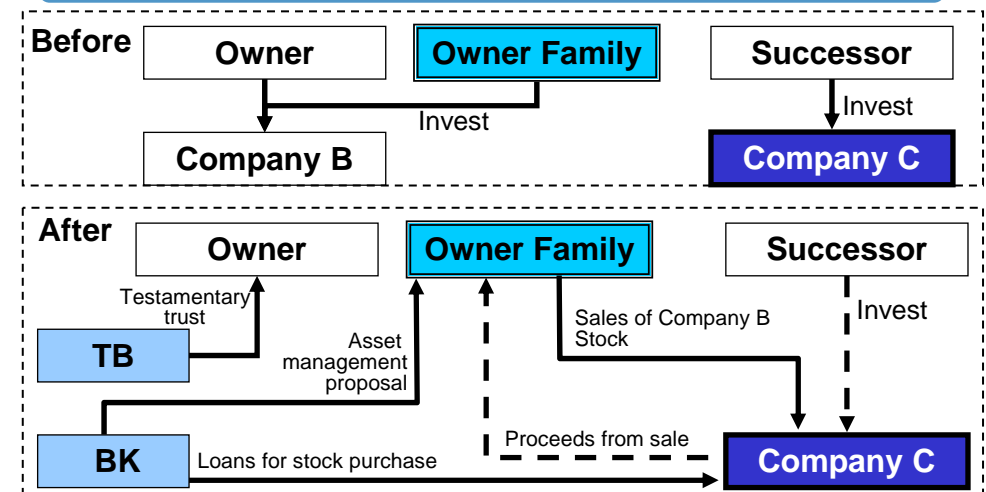 Before
Owner
Owner Family
Successor
Invest
Invest
Company B
Company C
After
Owner
Owner Family
Successor
Testamentary
trust
Invest
Sales of Company B
Stock
TB
Asset
management
proposal
Proceeds from sale
BK
Loans for stock purchase
Company C